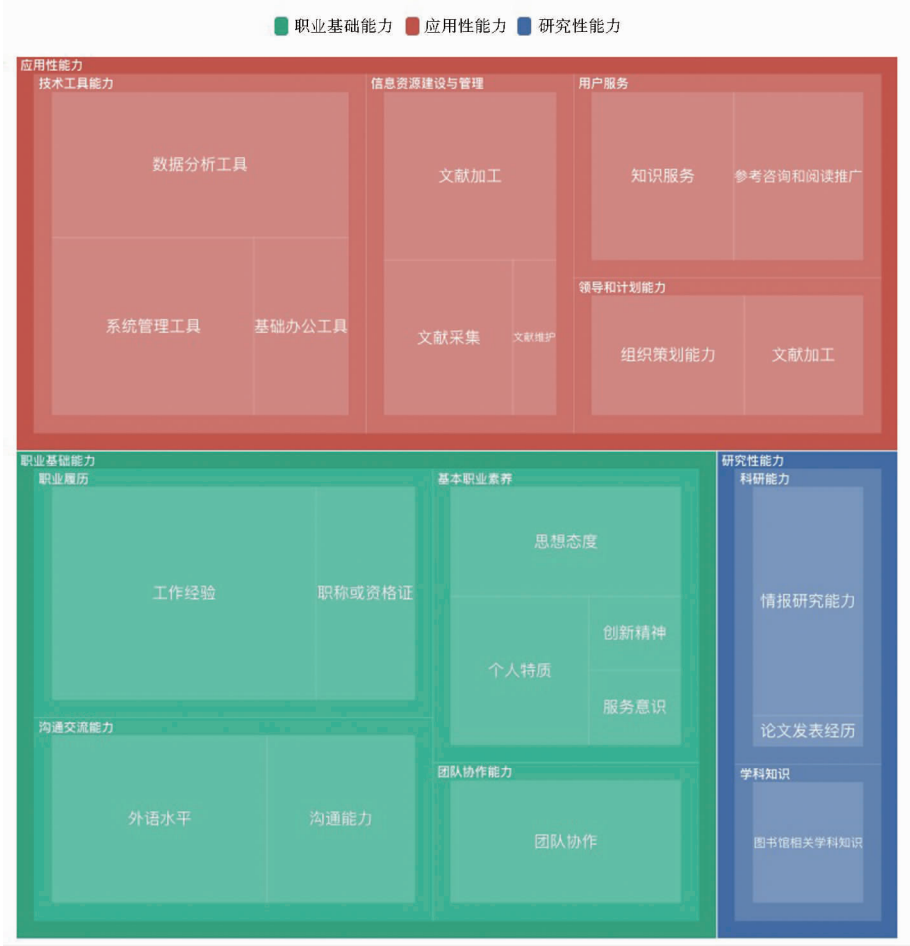 职业基础能力 应用性能力 研究性能力
应用性能力
技术工具能力
数据分析工具
系统管理工具
基础办公工具
信息资源建设与管理
文献加工
文献采集
文献维护
用户服务
知识服务
参考咨询和阅读推广
领导和计划能力
组织策划能力
文献加工
职业基础能力
职业履历
工作经验
职称或资格证
基本职业素养
思想态度
个人特质
创新精神
服务意识
沟通交流能力
外语水平
沟通能力
团队协作能力
团队协作
研究性能力
科研能力
情报研究能力
论文发表经历
学科知识
图书馆相关学科知识